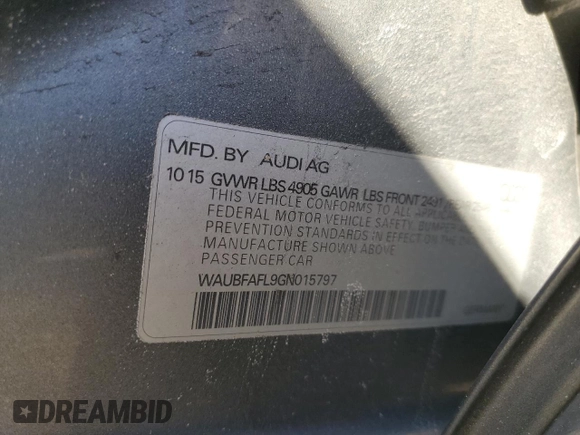 MFD. BY AUDI AG
10 15 GVWR LBS 4905 GAWR LBS FRONT
THIS VEHICLE CONFORMS TO ALL
FEDERAL MOTOR VEHICLE SAFETY, BUMPER
PREVENTION STANDARDS IN EFFECT ON THE
MANUFACTURE SHOWN ABOVE
PASSENGER CAR
WAUBFAFL9GN015797
DREAMBID